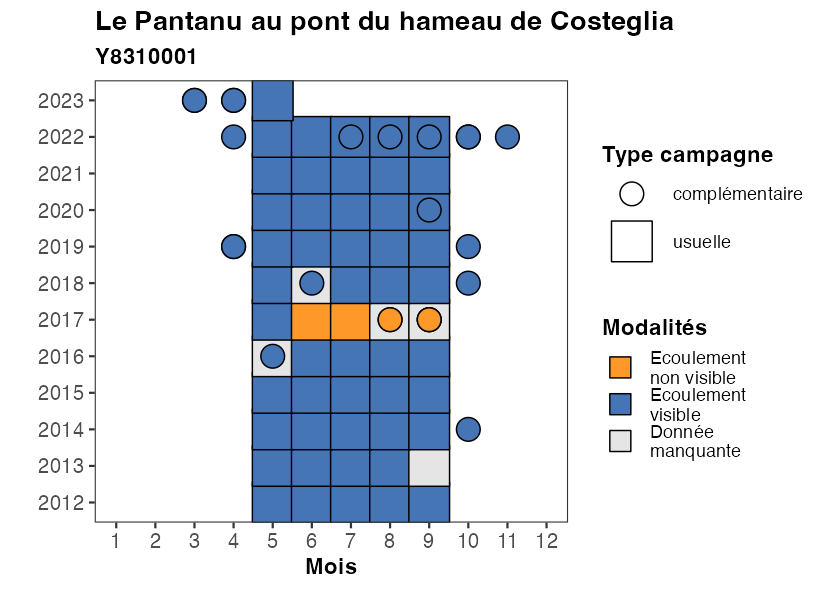 Le Pantanu au pont du hameau de Costeglia
Y8310001
2023
2022
2021
2020
2019
2018
2017
2016
2015
2014
2013
2012
1 2 3 4 5 6 7 8 9 10 11 12
Mois
Type campagne
complémentaire
usuelle
Modalités
Ecoulement
non visible
Ecoulement
visible
Donnée
manquante